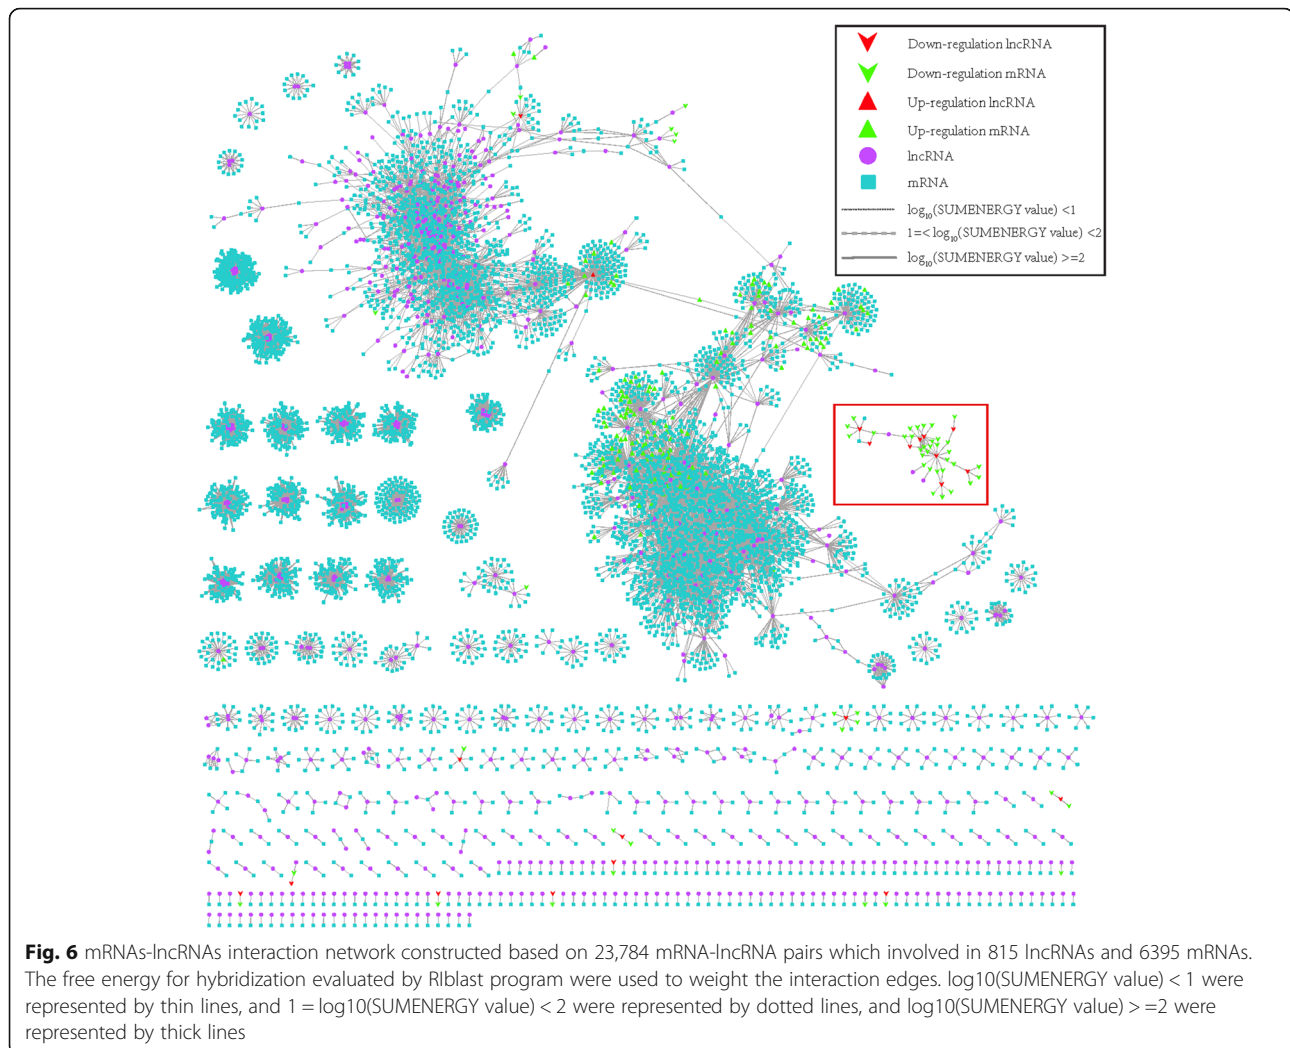 Down-regulation lncRNA
Down-regulation mRNA
Up-regulation lncRNA
Up-regulation mRNA
lncRNA
mRNA
log10(SUMENERGY value) <1
1=< log10(SUMENERGY value) <2
log10(SUMENERGY value) >=2
Fig. 6 mRNAs-lncRNAs interaction network constructed based on 23,784 mRNA-lncRNA pairs which involved in 815 lncRNAs and 6395 mRNAs.
The free energy for hybridization evaluated by RIblast program were used to weight the interaction edges. log10(SUMENERGY value) < 1 were
represented by thin lines, and 1 = log10(SUMENERGY value) < 2 were represented by dotted lines, and log10(SUMENERGY value) > =2 were
represented by thick lines